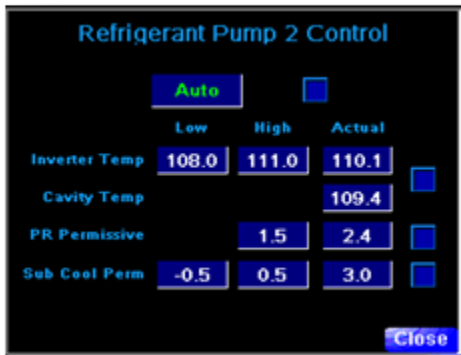 Refrigerant Pump 2 Control
Auto
Low High Actual
Inverter Temp 108.0 111.0 110.1
Cavity Temp 109.4
PR Permissive 1.5 2.4
Sub Cool Perm -0.5 0.5 3.0
Close